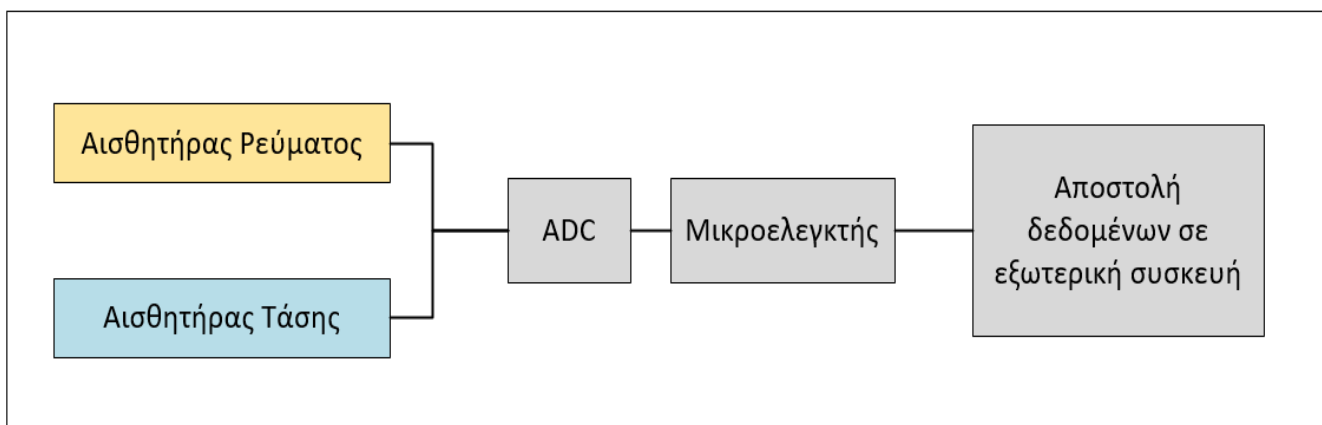 Αισθητήρας Ρεύματος
Αισθητήρας Τάσης
ADC
Μικροελεγκτής
Αποστολή
δεδομένων σε
εξωτερική συσκευή